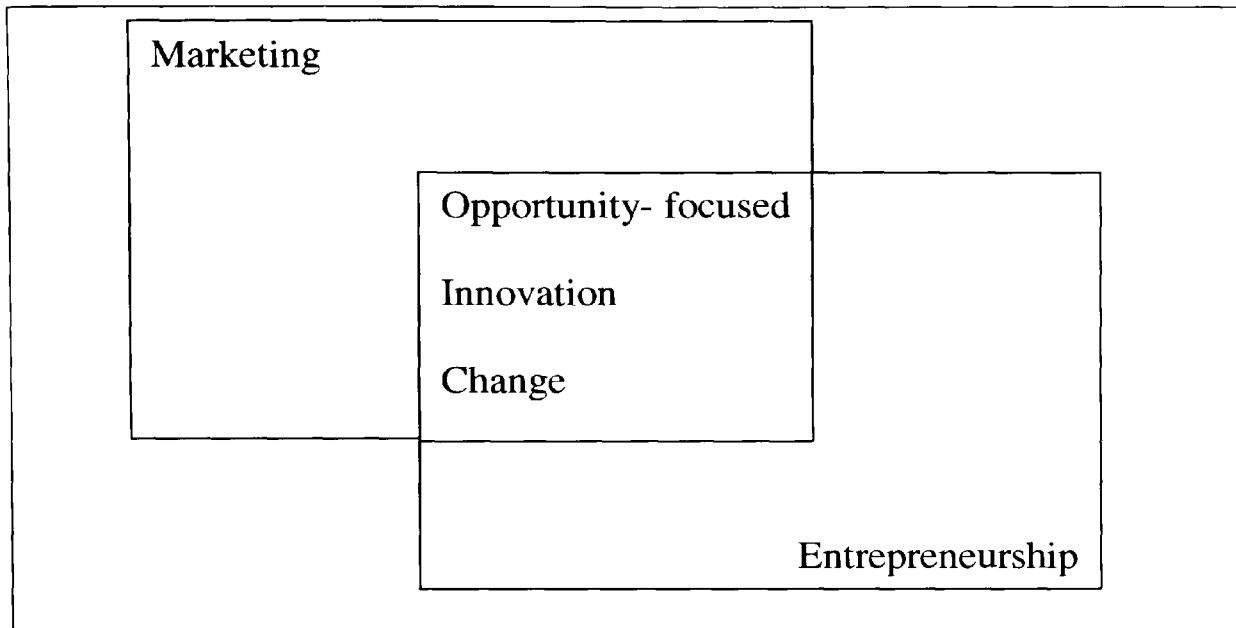 Marketing
Opportunity- focused
Innovation
Change
Entrepreneurship